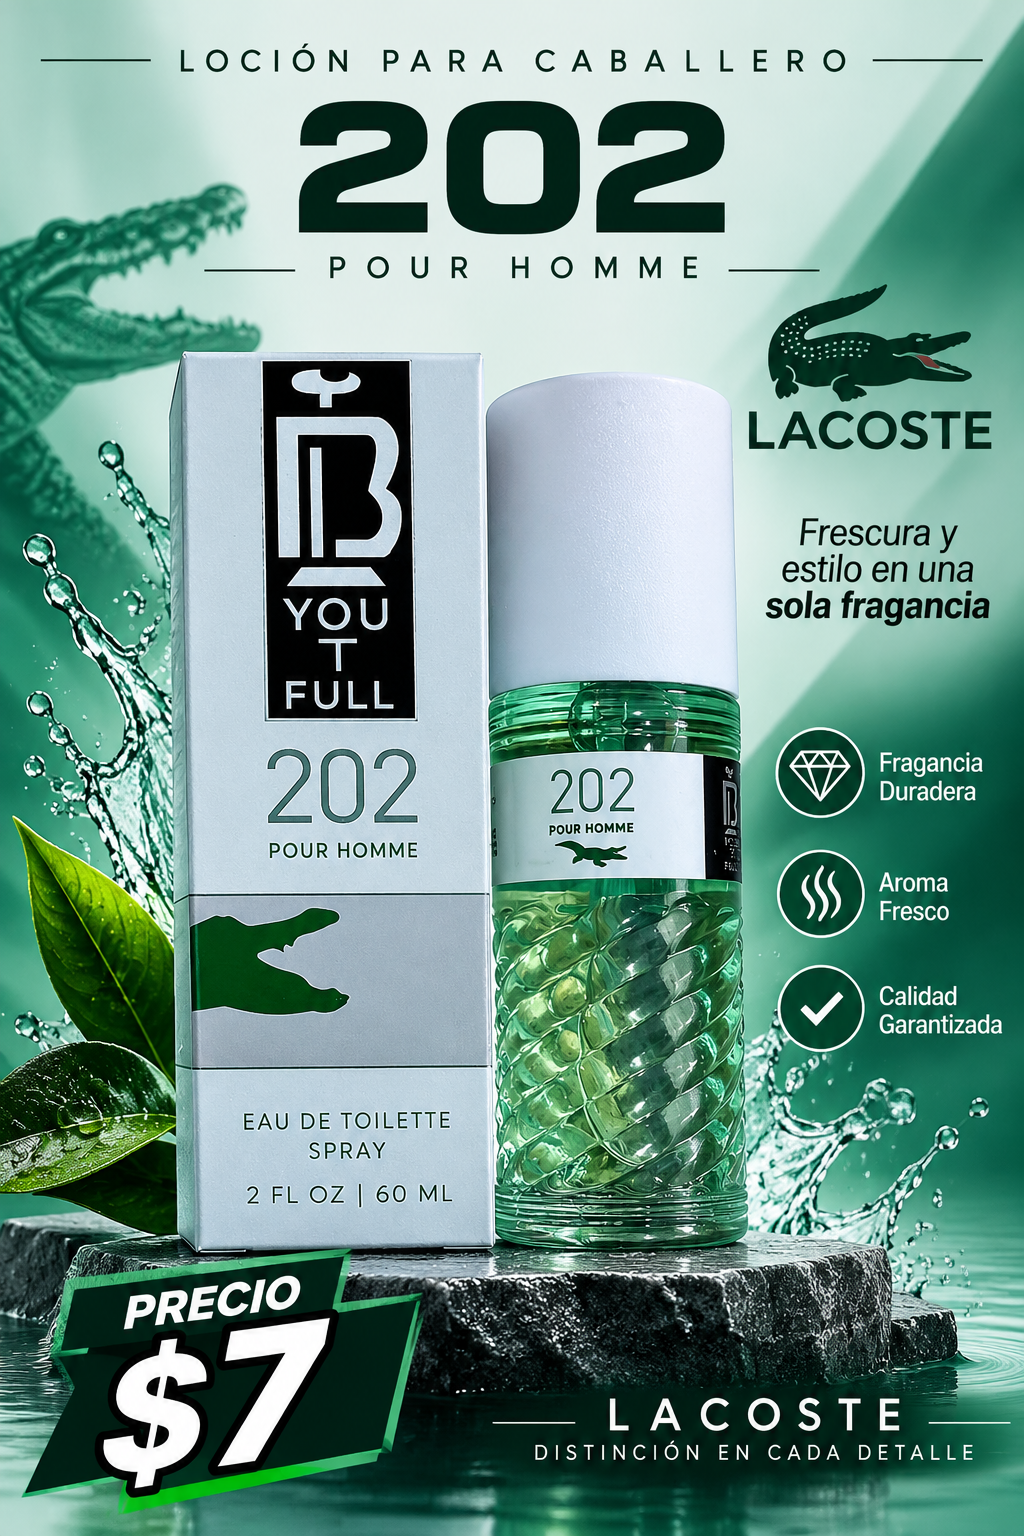 LOCIÓN PARA CABALLERO
202
POUR HOMME
LACOSTE
Frescura y
estilo en una
sola fragancia
B
YOU
T
FULL
202
POUR HOMME
EAU DE TOILETTE
SPRAY
2 FL OZ | 60 ML
202
POUR HOMME
B
Fragancia
Duradera
Aroma
Fresco
Calidad
Garantizada
PRECIO
$7
LACOSTE
DISTINCIÓN EN CADA DETALLE